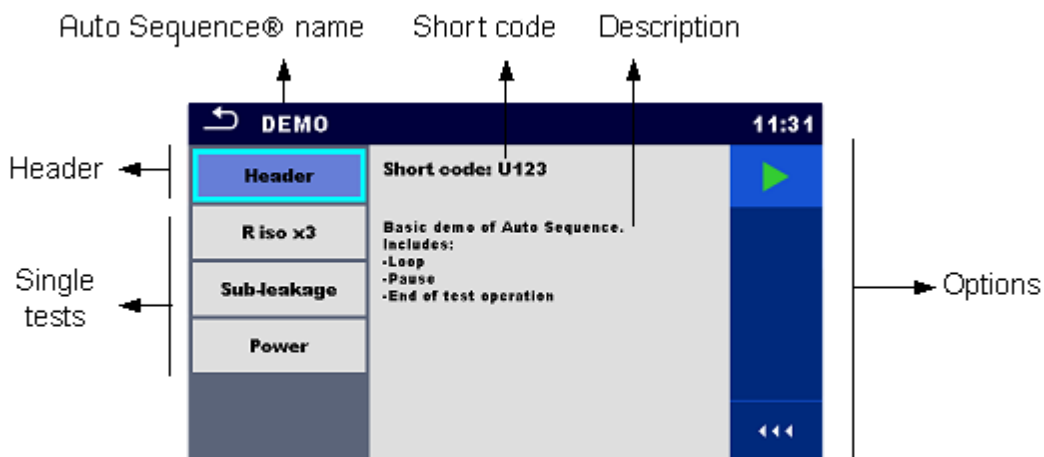 Auto Sequence® name Short code Description
DEMO 11:31
Header
Header
Short code: U123
Single
tests
R iso x3
Sub-leakage
Power
Basic demo of Auto Sequence.
Includes:
-Loop
-Pause
-End of test operation
Options